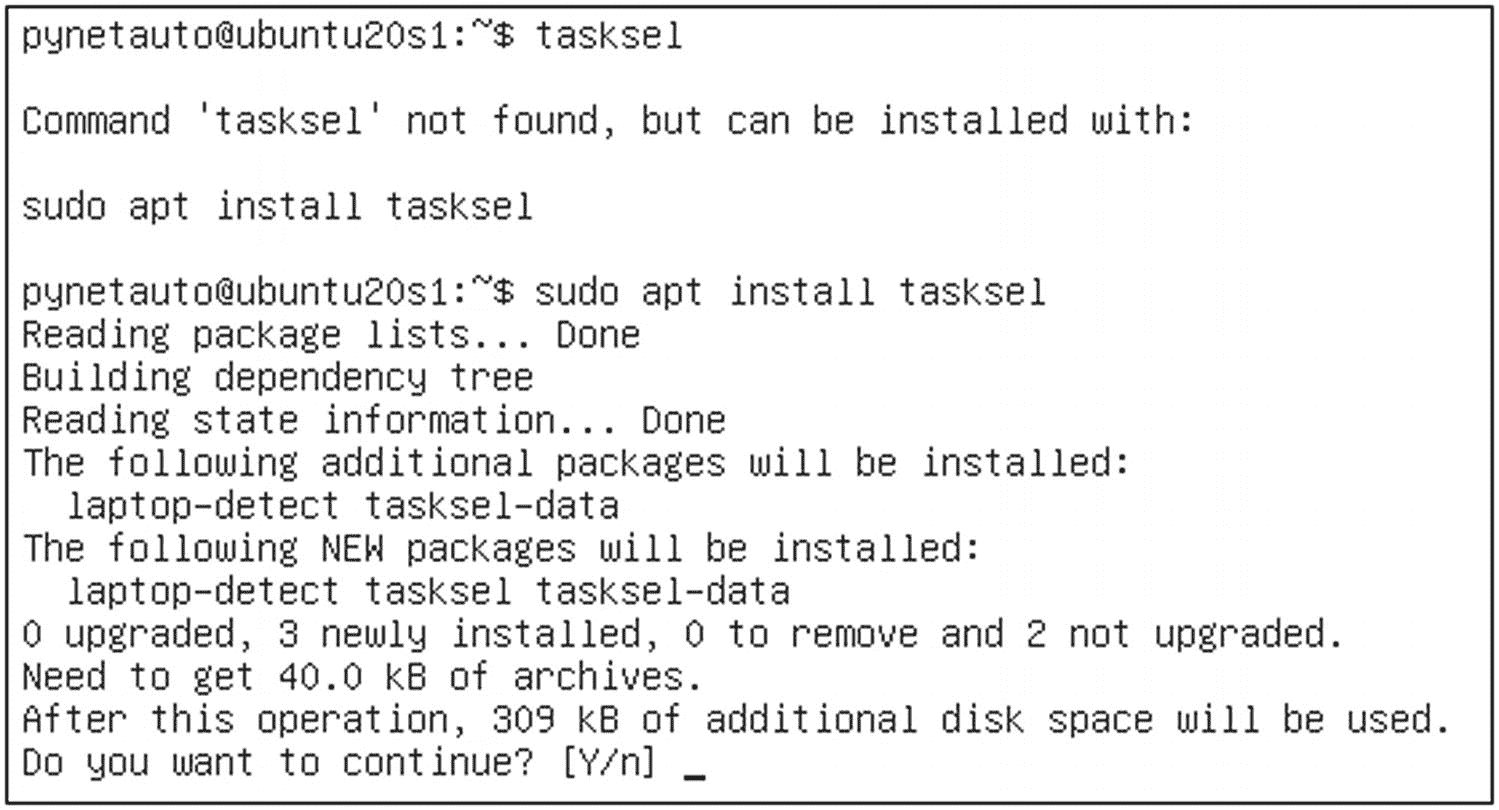 pynetauto@ubuntu20s1:~$ tasksel
Command 'tasksel' not found, but can be installed with:
sudo apt install tasksel
pynetauto@ubuntu20s1:~$ sudo apt install tasksel
Reading package lists... Done
Building dependency tree
Reading state information... Done
The following additional packages will be installed:
  laptop-detect tasksel-data
The following NEW packages will be installed:
  laptop-detect tasksel tasksel-data
0 upgraded, 3 newly installed, 0 to remove and 2 not upgraded.
Need to get 40.0 kB of archives.
After this operation, 309 kB of additional disk space will be used.
Do you want to continue? [Y/n] _